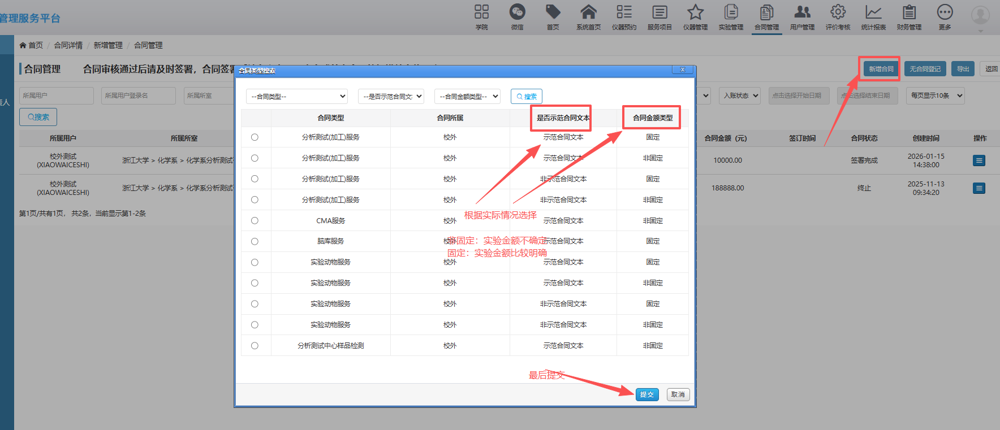 管理服务平台
学院 微信 首页 系统首页 仪器预约 服务项目 仪器管理 实验管理 合同管理 用户管理 评价考核 统计报表 财务管理 更多
首页 / 合同详情 / 新增管理 / 合同管理
合同管理 合同审核通过后请及时签署，合同签署
新增合同 无合同登记 导出 返回
责人
所属用户 所属用户登录名 所属所室 入账状态 点击选择开始日期 点击选择结束日期 每页显示10条
搜索
所属用户 所属所室 合同金额（元） 签订时间 合同状态 创建时间 操作
校外测试
(XIAOWAICESHI)
浙江大学 > 化学系 > 化学系分析测试
10000.00 签署完成 2026-01-15
14:38:00
校外测试
(XIAOWAICESHI)
浙江大学 > 化学系 > 化学系分析测试
188888.00 终止 2025-11-13
09:34:20
第1页/共有1页， 共2条，当前显示第1-2条
合同类型搜索 X
--合同类型-- --是否示范合同文 --合同金额类型-- 搜索
合同类型 合同所属 是否示范合同文本 合同金额类型
分析测试(加工)服务 校外 示范合同文本 固定
分析测试(加工)服务 校外 示范合同文本 非固定
分析测试(加工)服务 校外 非示范合同文本 固定
分析测试(加工)服务 校外 非示范合同文本 非固定
根据实际情况选择
CMA服务 校外 示范合同文本 非固定
脑库服务 校外 示范合同文本 固定
非固定：实验金额不确定
固定：实验金额比较明确
实验动物服务 校外 示范合同文本 固定
实验动物服务 校外 示范合同文本 非固定
实验动物服务 校外 非示范合同文本 固定
实验动物服务 校外 非示范合同文本 非固定
分析测试中心样品检测 校外 示范合同文本 非固定
最后提交
提交 取消